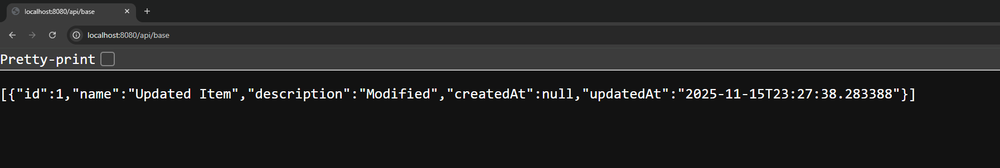 localhost:8080/api/base
localhost:8080/api/base
Pretty-print
[{"id":1,"name":"Updated Item","description":"Modified","createdAt":null,"updatedAt":"2025-11-15T23:27:38.283388"}]